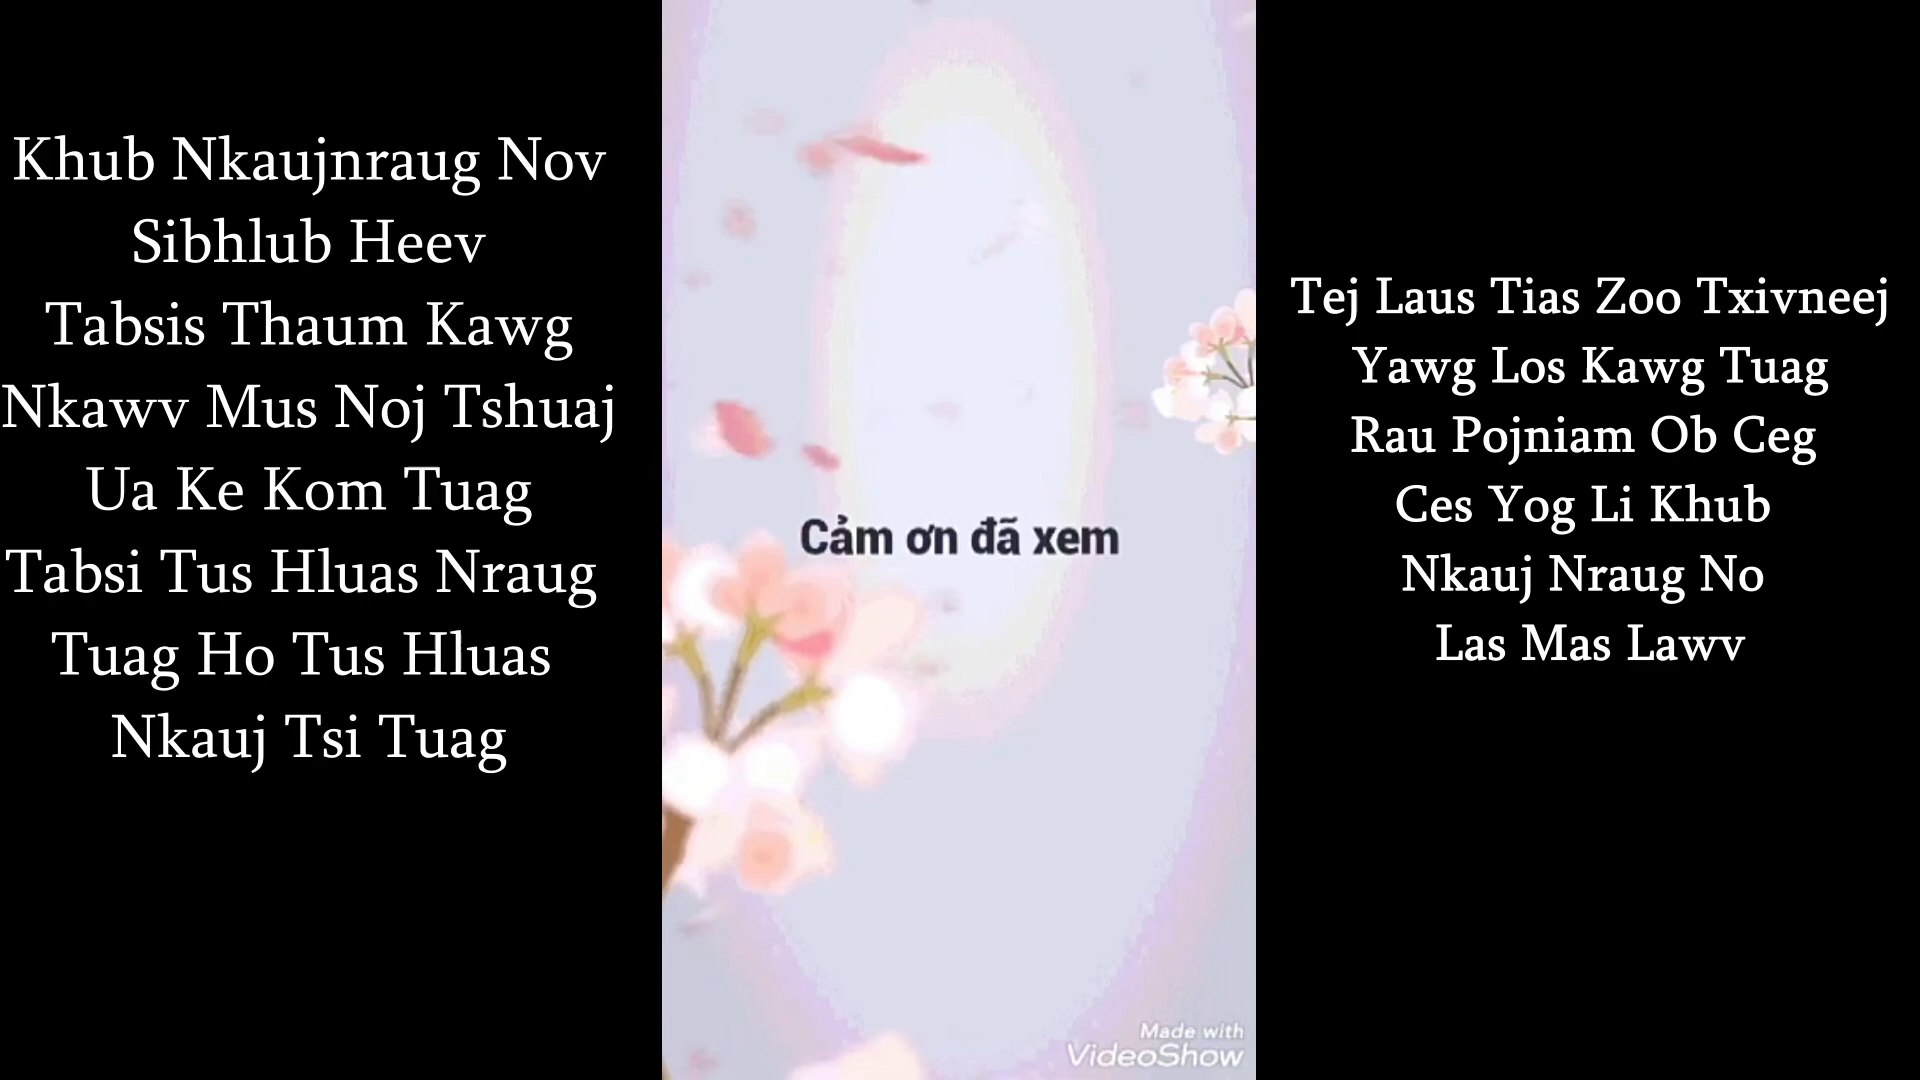 Khub Nkaujnraug Nov
Sibhlub Heev
Tabsis Thaum Kawg
Nkawv Mus Noj Tshuaj
Ua Ke Kom Tuag
Tabsi Tus Hluas Nraug
Tuag Ho Tus Hluas
Nkauj Tsi Tuag
Cảm ơn đã xem
Made with
VideoShow
Tej Laus Tias Zoo Txivneej
Yawg Los Kawg Tuag
Rau Pojniam Ob Ceg
Ces Yog Li Khub
Nkauj Nraug No
Las Mas Lawv